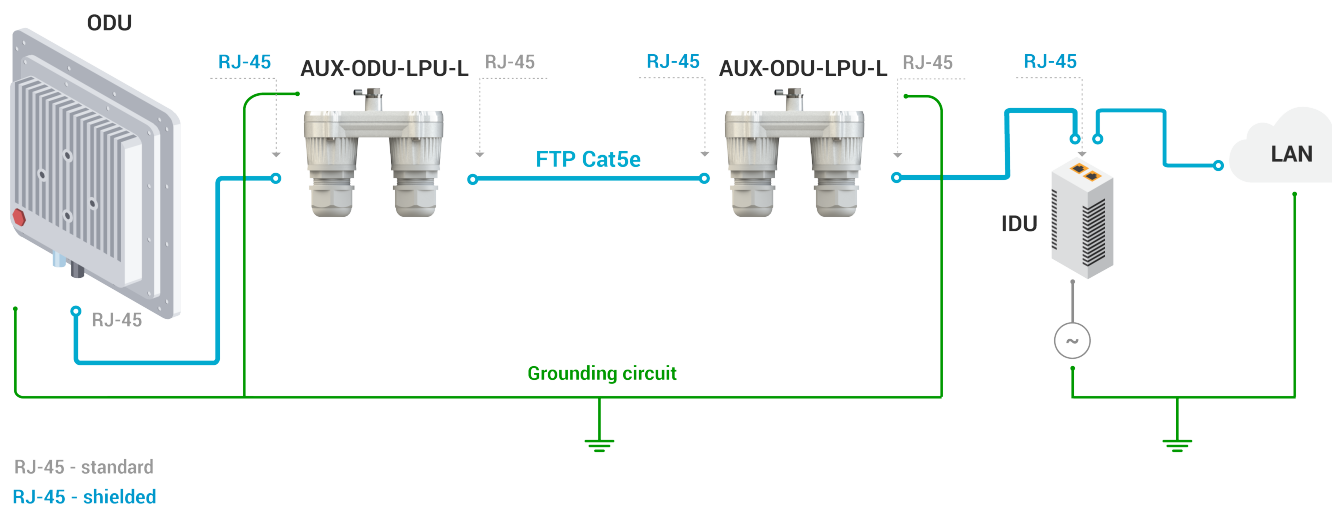 ODU
RJ-45
AUX-ODU-LPU-L
RJ-45
RJ-45
AUX-ODU-LPU-L
RJ-45
RJ-45
FTP Cat5e
LAN
IDU
RJ-45
~
Grounding circuit
RJ-45 - standard
RJ-45 - shielded